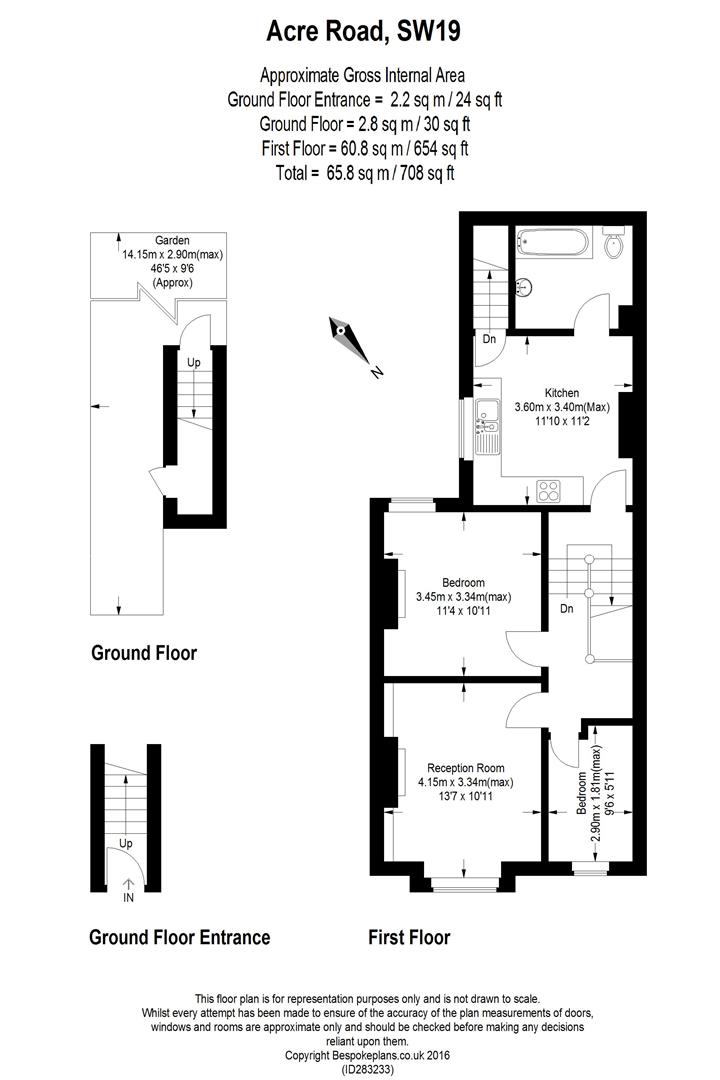 Acre Road, SW19
Approximate Gross Internal Area
Ground Floor Entrance = 2.2 sq m / 24 sq ft
Ground Floor = 2.8 sq m / 30 sq ft
First Floor = 60.8 sq m / 654 sq ft
Total = 65.8 sq m / 708 sq ft
Garden
14.15m x 2.90m(max)
46'5 x 9'6
(Approx)
Up
N
Dn
Kitchen
3.60m x 3.40m(Max)
11'10 x 11'2
Bedroom
3.45m x 3.34m(max)
11'4 x 10'11
Dn
Ground Floor
Reception Room
4.15m x 3.34m(max)
13'7 x 10'11
Bedroom
2.90m x 1.81m(max)
9'6 x 5'11
Up
IN
Ground Floor Entrance
First Floor
This floor plan is for representation purposes only and is not drawn to scale.
Whilst every attempt has been made to ensure of the accuracy of the plan measurements of doors,
windows and rooms are approximate only and should be checked before making any decisions
reliant upon them.
Copyright Bespokeplans.co.uk 2016
(ID283233)